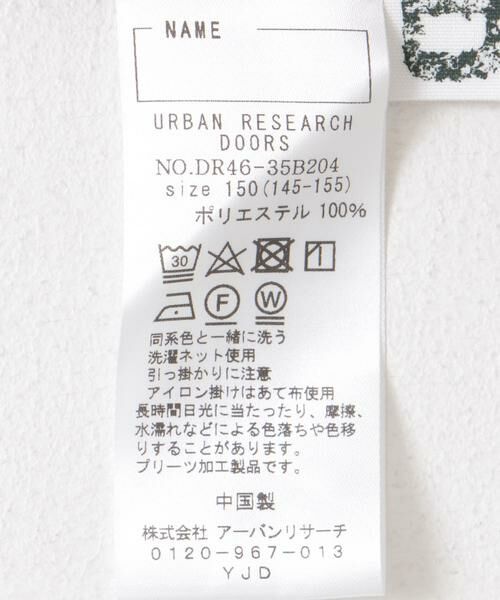 NAME
URBAN RESEARCH
DOORS
NO.DR46-35B204
size 150(145-155)
ポリエステル 100%
30
F W
同系色と一緒に洗う
洗濯ネット使用
引っ掛かりに注意
アイロン掛けはあて布使用
長時間日光に当たったり、摩擦、
水濡れなどによる色落ちや色移
りすることがあります。
プリーツ加工製品です。
中国製
株式会社 アーバンリサーチ
0120-967-013
YJD